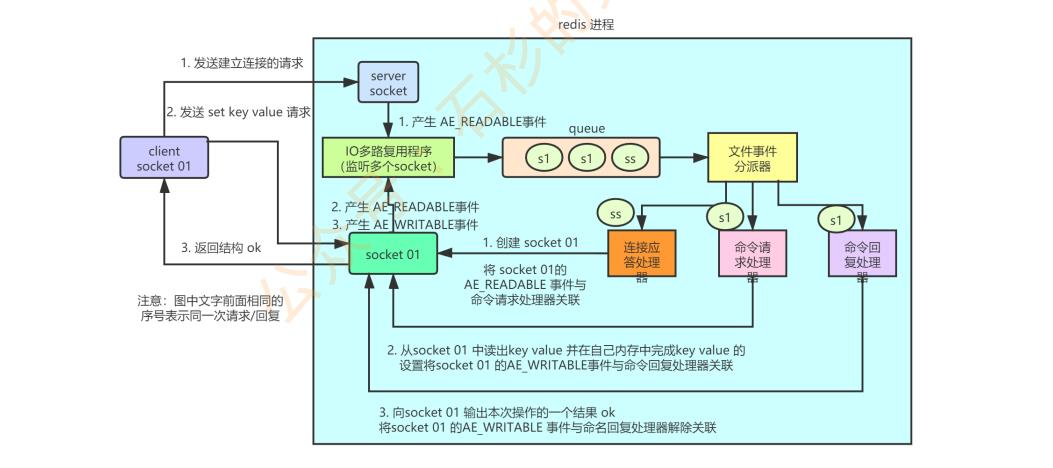 redis 进程
1. 发送建立连接的请求
server
socket
2. 发送 set key value 请求
1. 产生 AE_READABLE事件
queue
client
socket 01
IO多路复用程序
（监听多个socket）
s1
s1
ss
文件事件
分派器
2. 产生 AE_READABLE事件
3. 产生 AE_WRITABLE事件
ss
s1
s1
3. 返回结构 ok
socket 01
1. 创建 socket 01
连接应
答处理
器
命令请
求处理
器
命令回
复处理
器
将 socket 01的
AE_READABLE 事件与
命令请求处理器关联
注意：图中文字前面相同的
序号表示同一次请求/回复
2. 从socket 01 中读出key value 并在自己内存中完成key value 的
设置将socket 01 的AE_WRITABLE事件与命令回复处理器关联
3. 向socket 01 输出本次操作的一个结果 ok
将socket 01 的AE_WRITABLE 事件与命名回复处理器解除关联
公众号：石杉的